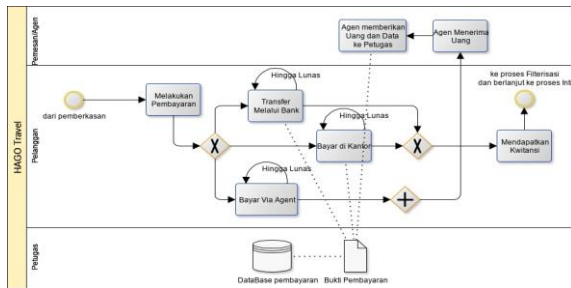 HAGO Travel
Pemesan/Agen
Agen memberikan
Uang dan Data
ke Petugas
Agen Menerima
Uang
Pelanggan
dari pemberkasan
Melakukan
Pembayaran
Hingga Lunas
Transfer
Melalui Bank
Hingga Lunas
Bayar di Kantor
Hingga Lunas
Bayar Via Agent
ke proses Filterisasi
dan berlanjut ke proses Inti
Mendapatkan
Kwitansi
Petugas
DataBase pembayaran
Bukti Pembayaran